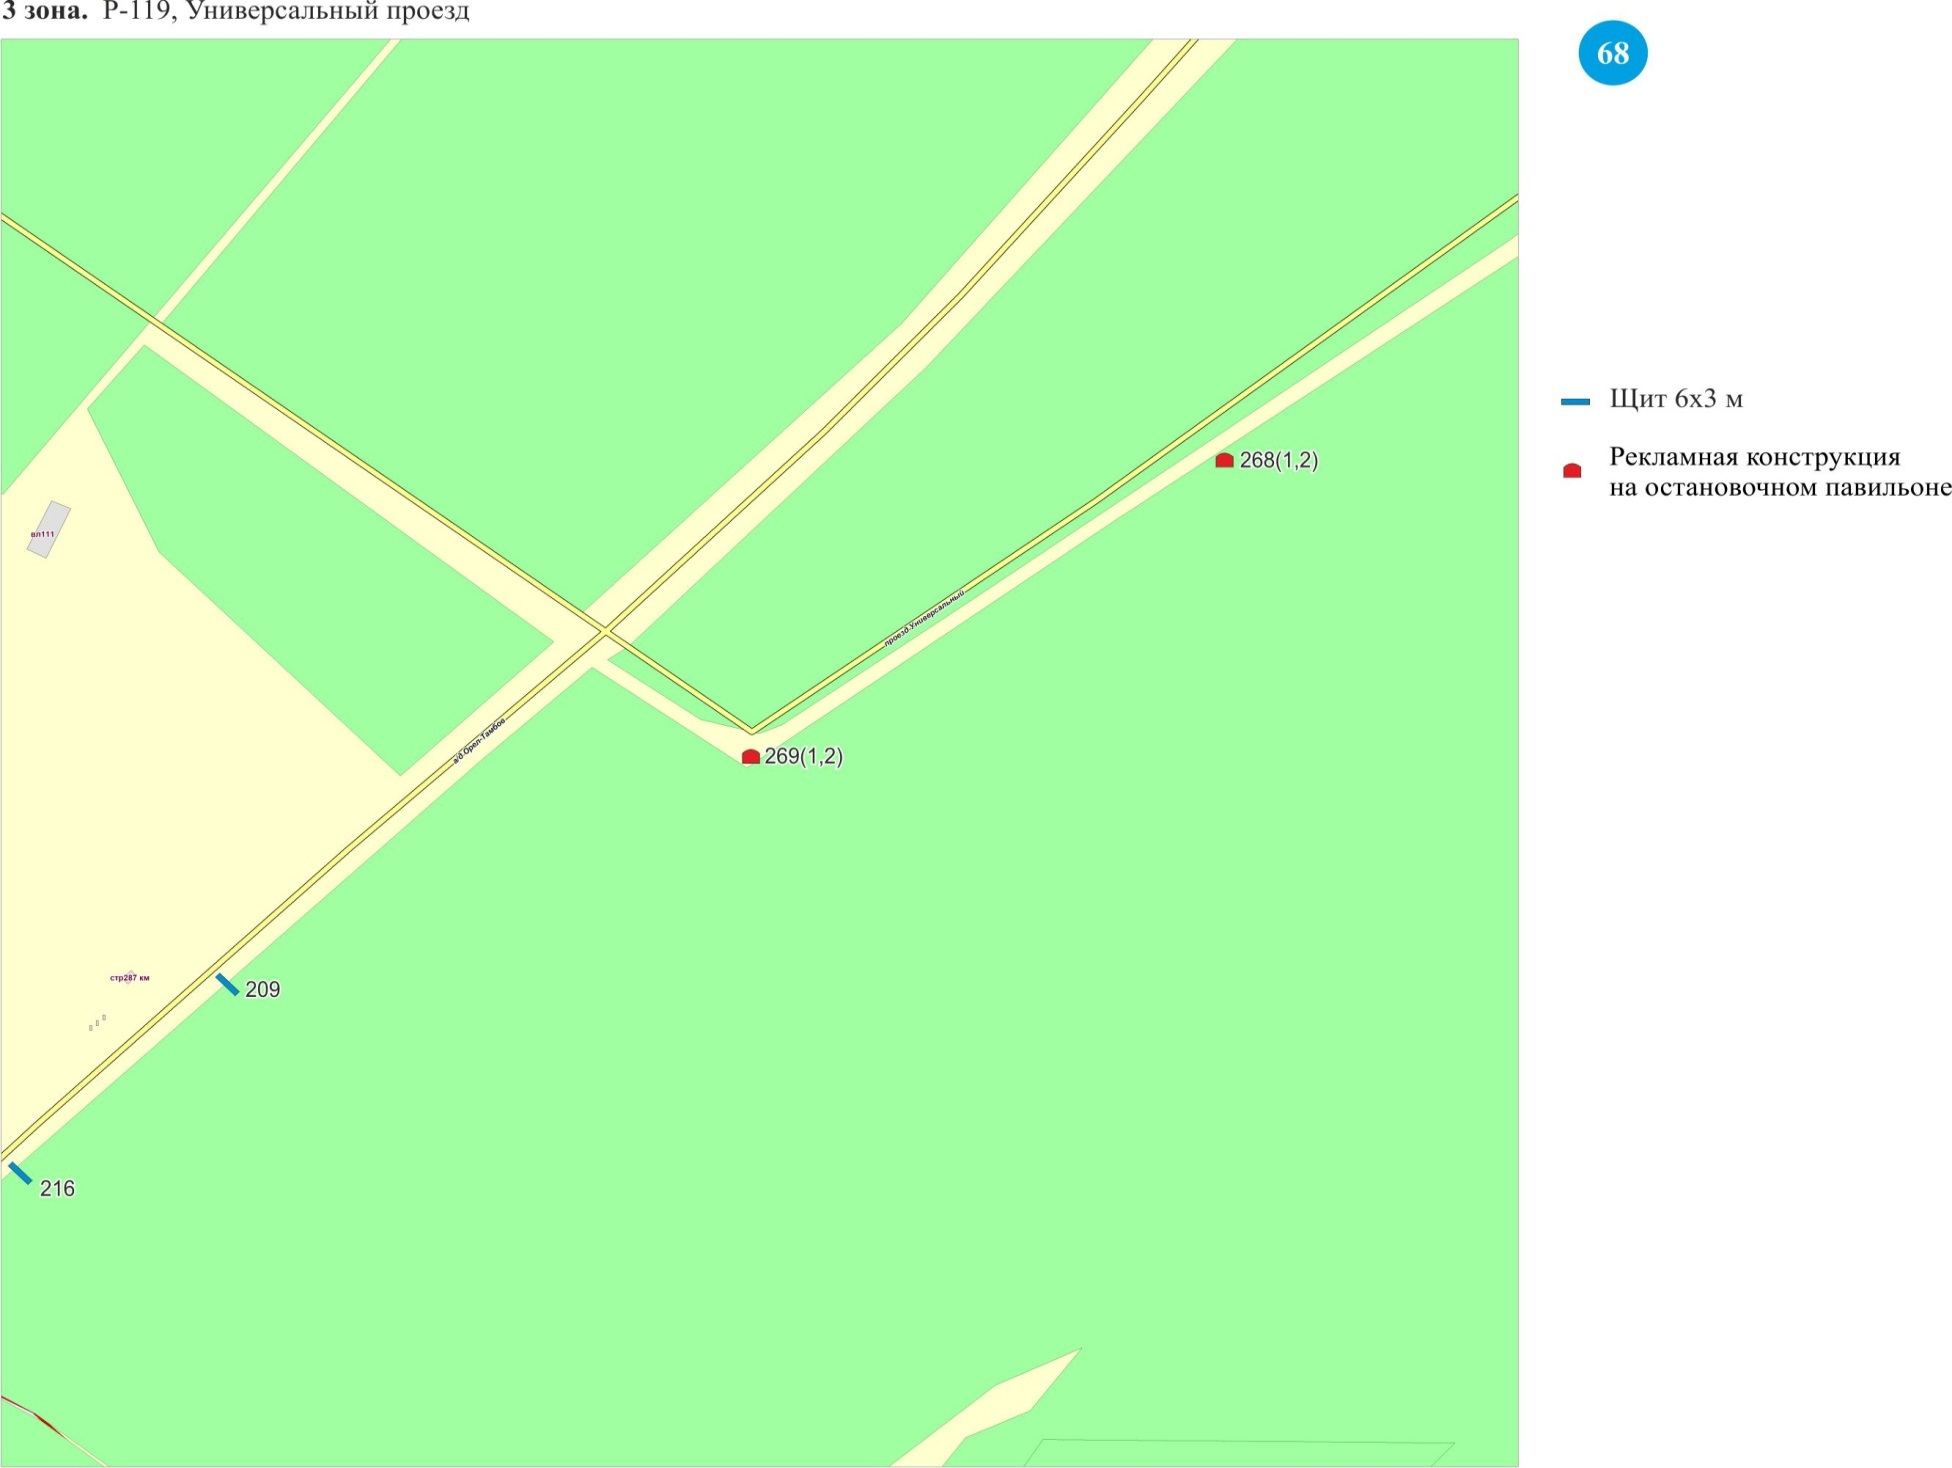 3 зона. Р-119, Универсальный проезд
68
Щит 6х3 м
Рекламная конструкция
на остановочном павильоне
268(1,2)
вл111
проезд.Универсальный
а/д.Орел-Тамбов
269(1,2)
стр287 км
209
216